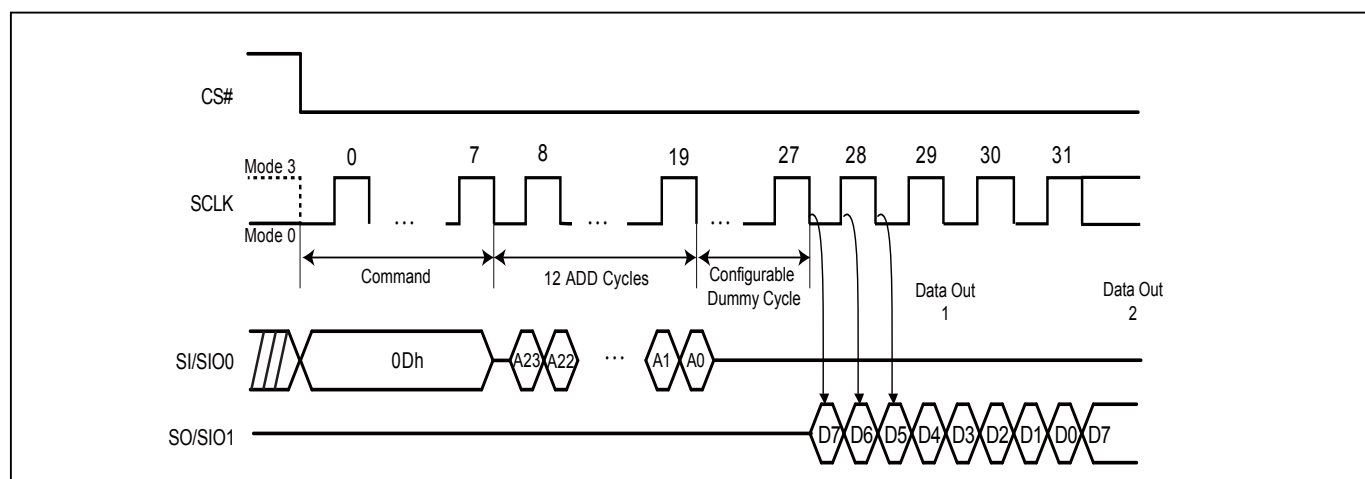 CS#
0 7 8 19 27 28 29 30 31
Mode 3
SCLK
... ... ...
Mode 0
Command
12 ADD Cycles
Configurable
Dummy Cycle
Data Out
1
Data Out
2
SI/SIO0
0Dh
A23 A22 ... A1 A0
SO/SIO1
D7 D6 D5 D4 D3 D2 D1 D0 D7